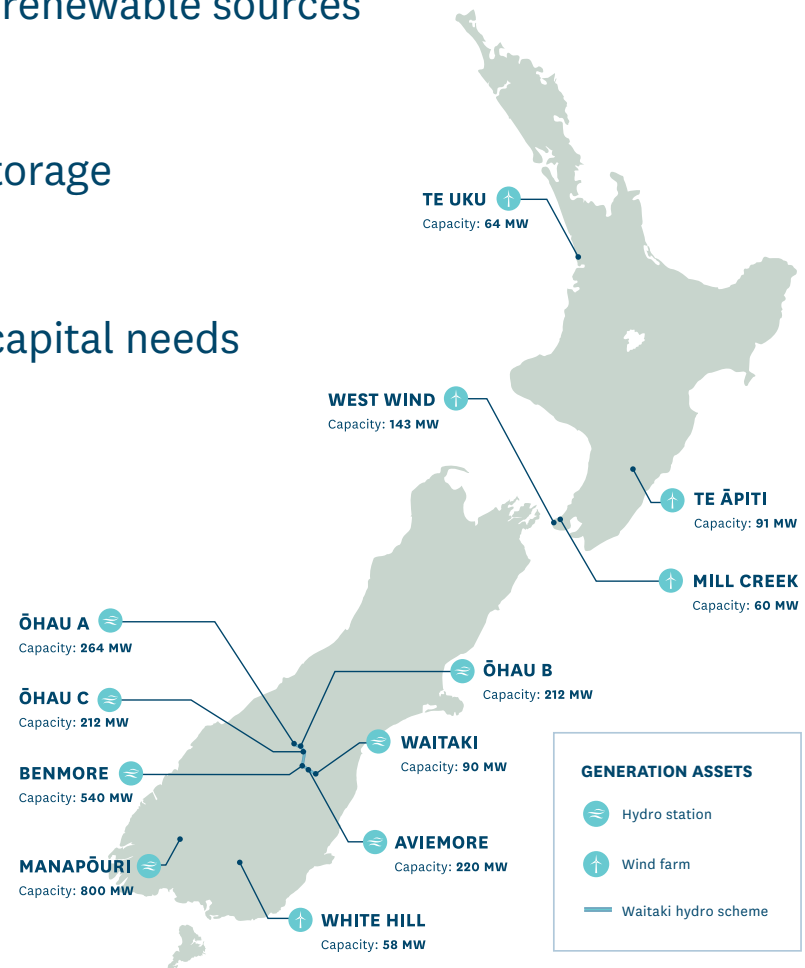 renewable sources
torage
capital needs
TE UKU
Capacity: 64 MW
WEST WIND
Capacity: 143 MW
TE ĀPITI
Capacity: 91 MW
MILL CREEK
Capacity: 60 MW
ŌHAU A
Capacity: 264 MW
ŌHAU B
Capacity: 212 MW
ŌHAU C
Capacity: 212 MW
WAITAKI
Capacity: 90 MW
BENMORE
Capacity: 540 MW
AVIEMORE
Capacity: 220 MW
MANAPŌURI
Capacity: 800 MW
WHITE HILL
Capacity: 58 MW
GENERATION ASSETS
Hydro station
Wind farm
Waitaki hydro scheme